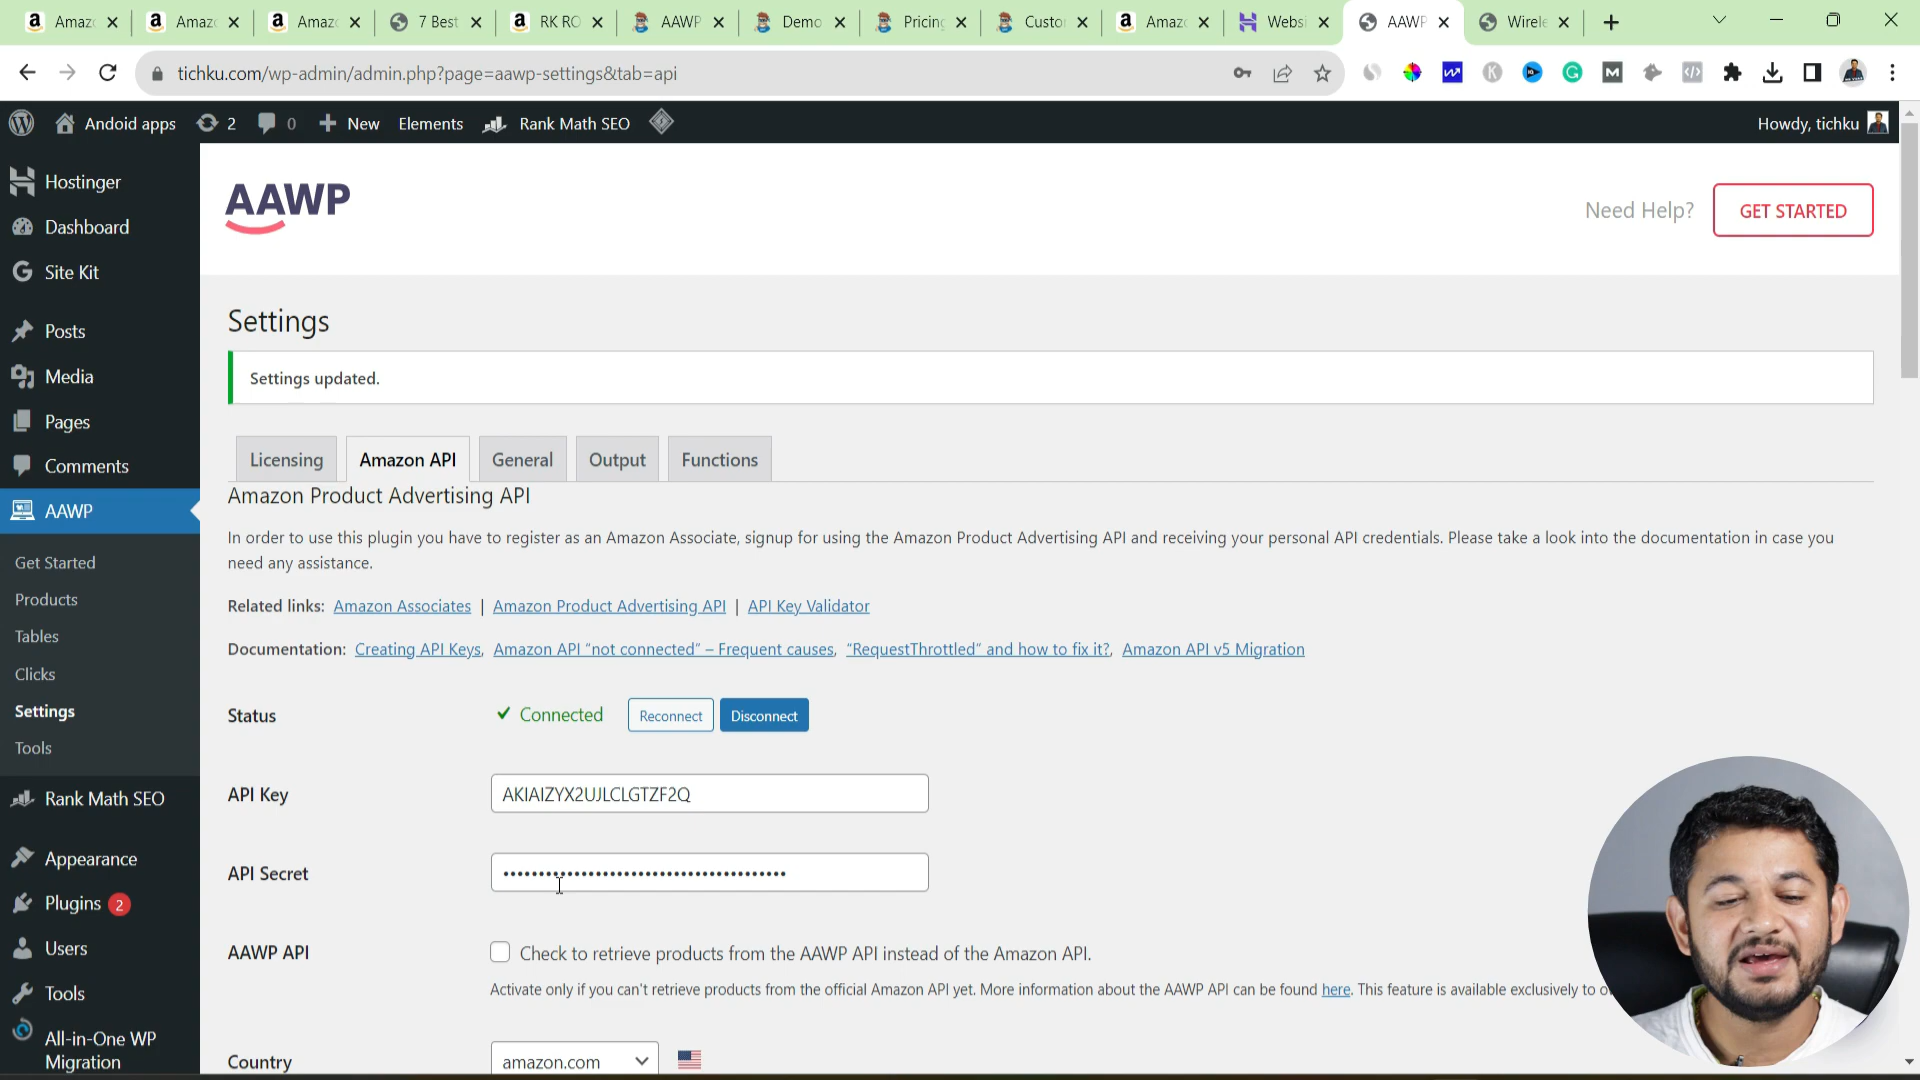 Amaz
Amaz
Amaz
7 Best
RK RO
AAWP
Demo
Pricing
Custo
Amaz
Websi
AAWP
Wirele
tichku.com/wp-admin/admin.php?page=aawp-settings&tab=api
Andoid apps 2 0 New Elements Rank Math SEO
Howdy, tichku
Hostinger
Dashboard
Site Kit
Posts
Media
Pages
Comments
AAWP
Get Started
Products
Tables
Clicks
Settings
Tools
Rank Math SEO
Appearance
Plugins 2
Users
Tools
All-in-One WP
Migration
AAWP
Need Help? GET STARTED
Settings
Settings updated.
Licensing Amazon API General Output Functions
Amazon Product Advertising API
In order to use this plugin you have to register as an Amazon Associate, signup for using the Amazon Product Advertising API and receiving your personal API credentials. Please take a look into the documentation in case you
need any assistance.
Related links: Amazon Associates | Amazon Product Advertising API | API Key Validator
Documentation: Creating API Keys, Amazon API "not connected" – Frequent causes, "RequestThrottled" and how to fix it?, Amazon API v5 Migration
Status ✓ Connected Reconnect Disconnect
API Key AKIAIZYX2UJLCLGTZF2Q
API Secret ••••••••••••••••••••••••••••••••••••••••
AAWP API Check to retrieve products from the AAWP API instead of the Amazon API.
Activate only if you can't retrieve products from the official Amazon API yet. More information about the AAWP API can be found here. This feature is available exclusively to
Country amazon.com